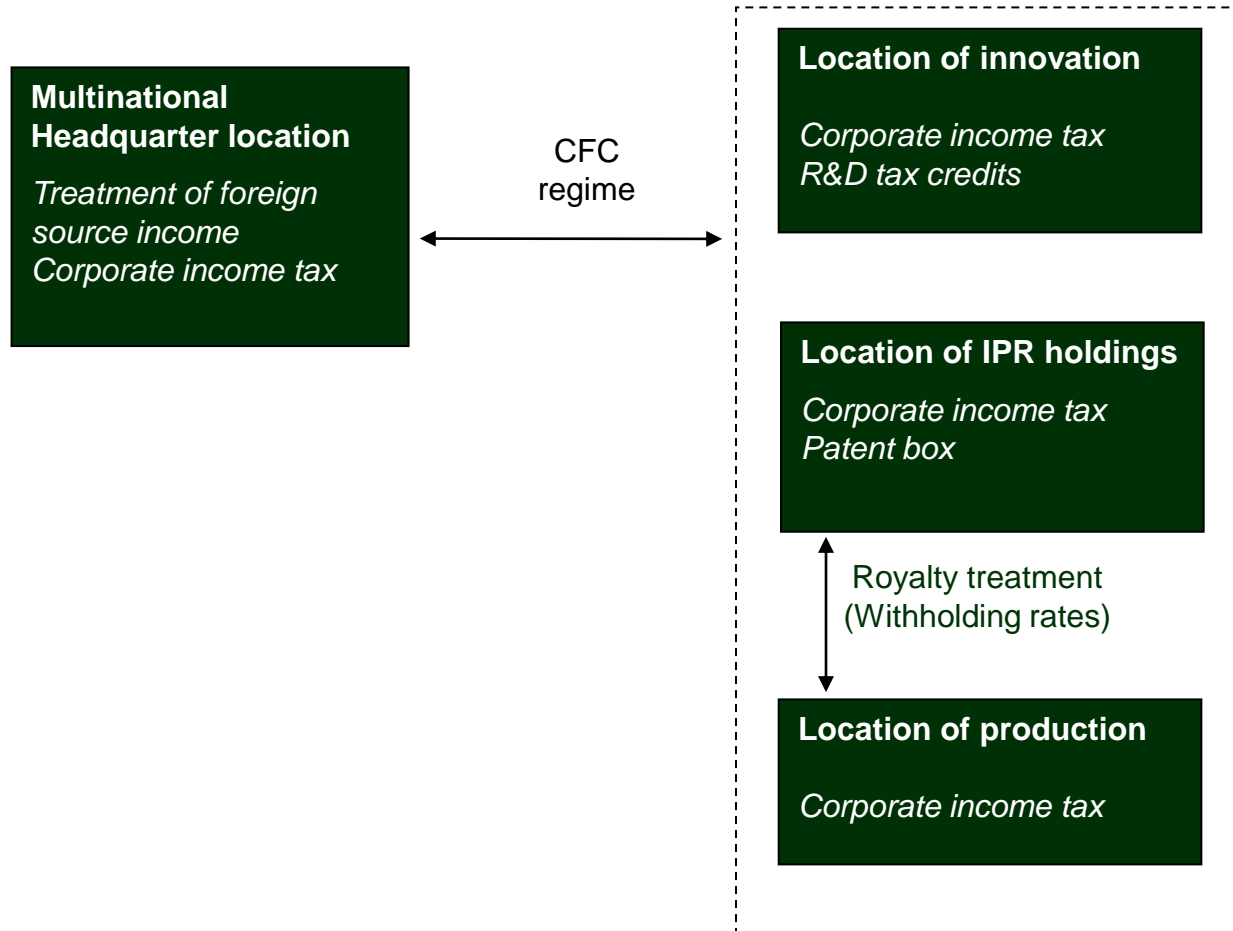 Multinational
Headquarter location
Treatment of foreign
source income
Corporate income tax
CFC
regime
Location of innovation
Corporate income tax
R&D tax credits
Location of IPR holdings
Corporate income tax
Patent box
Royalty treatment
(Withholding rates)
Location of production
Corporate income tax